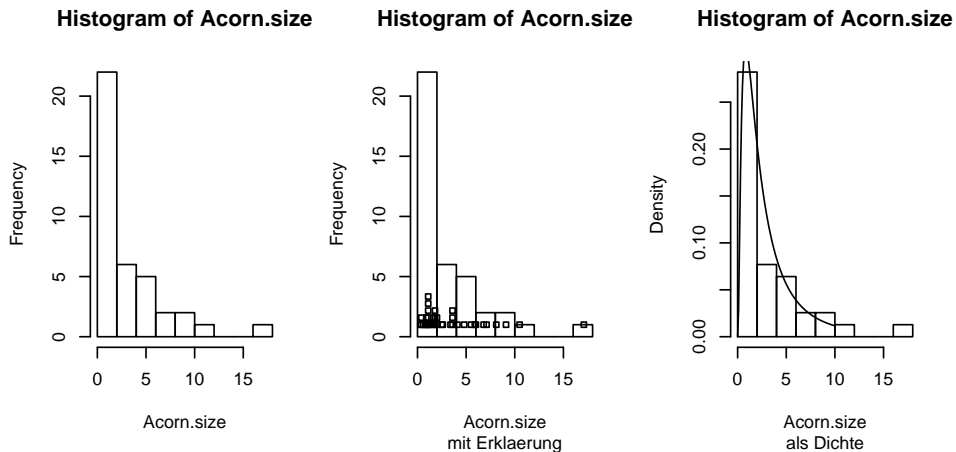 Histogram of Acorn.size
Frequency
20
15
10
5
0
0 5 10 15
Acorn.size
Histogram of Acorn.size
Frequency
20
15
10
5
0
0 5 10 15
Acorn.size
mit Erklaerung
Histogram of Acorn.size
Density
0.20
0.10
0.00
0 5 10 15
Acorn.size
als Dichte